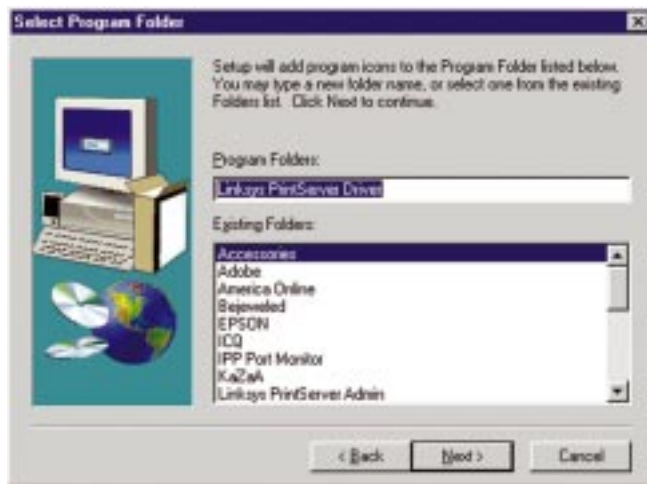 Select Program Folder
Setup will add program icons to the Program Folder listed below.
You may type a new folder name, or select one from the existing
Folders list. Click Next to continue.
Program Folders:
Linksys PrintServer Driver
Existing Folders:
Accessories
Adobe
America Online
Bejeweled
EPSON
ICQ
IPP Port Monitor
KaZaA
Linksys PrintServer Admin
< Back
Next >
Cancel